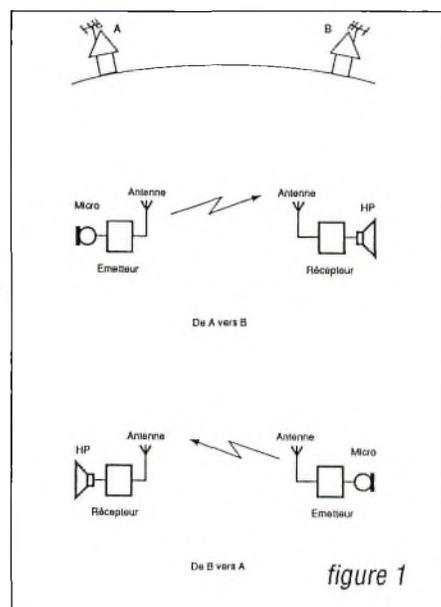 A B
Antenne Antenne
Micro HP
Emetteur Récepteur
De A vers B
HP Antenne Antenne Micro
Récepteur Emetteur
De B vers A
figure 1